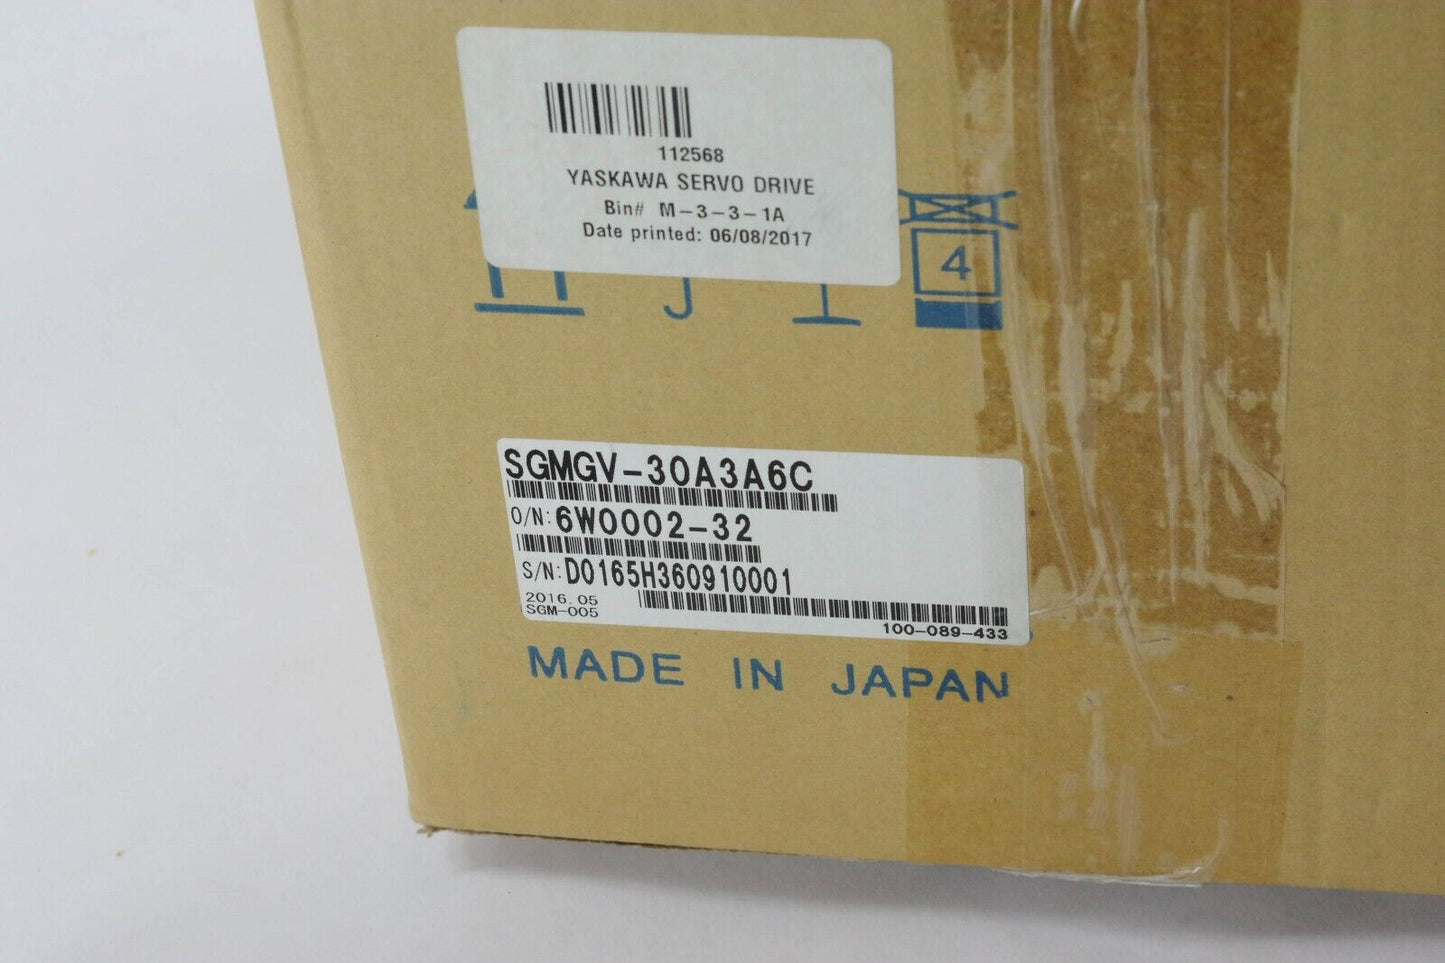 112568
YASKAWA SERVO DRIVE
Bin# M-3-3-1A
Date printed: 06/08/2017
4
SGMGV-30A3A6C
O/N: 6W0002-32
S/N: D0165H360910001
2016.05
SGM-005
100-089-433
MADE IN JAPAN